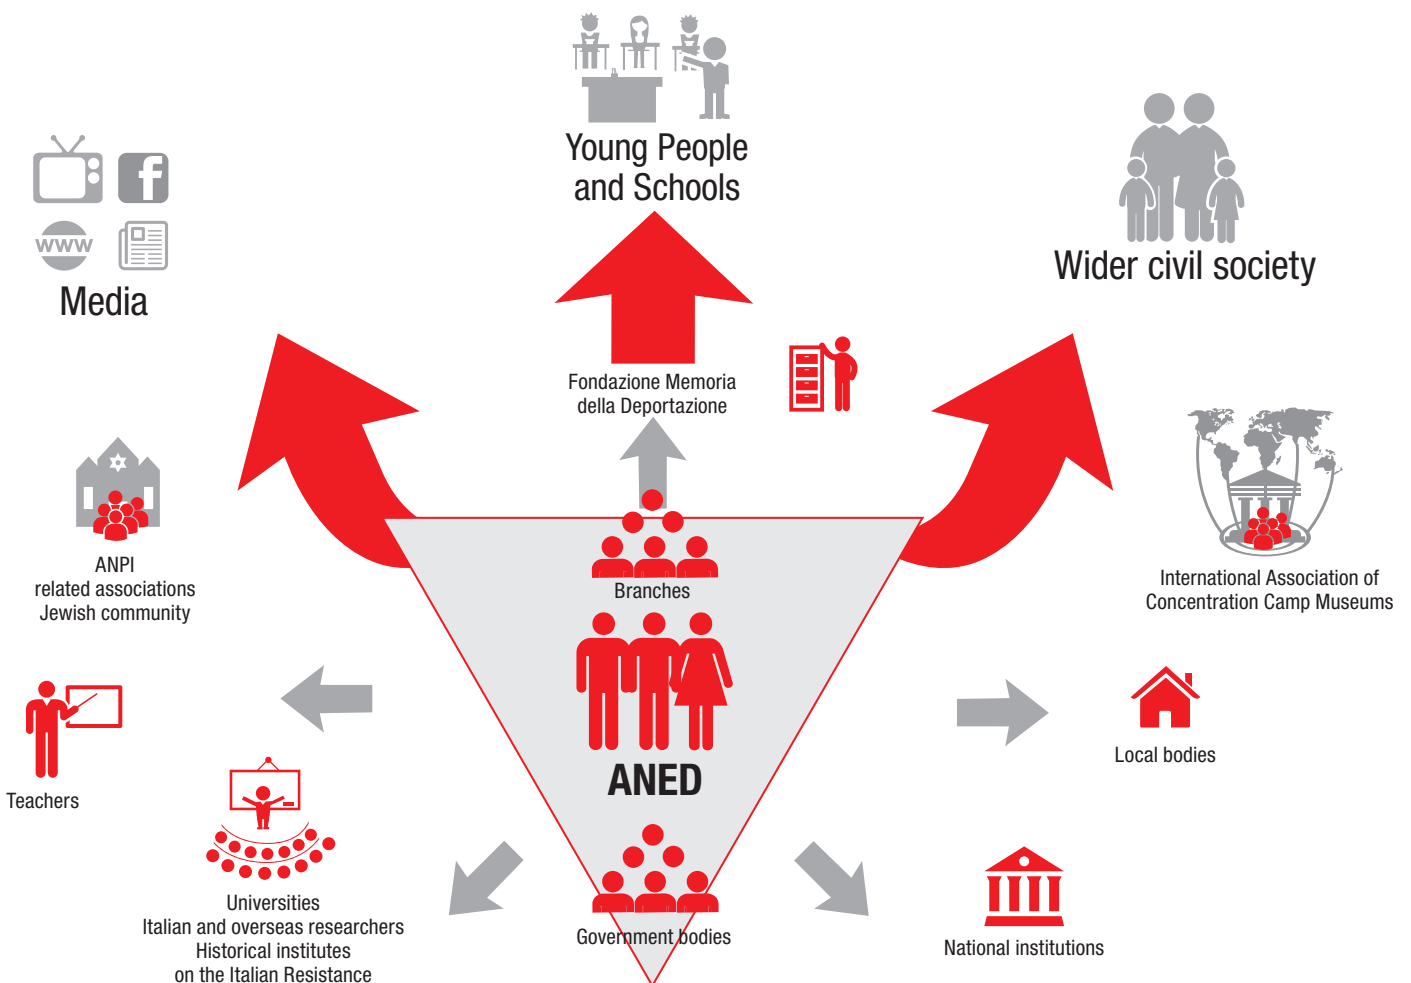 Young People
and Schools
f
www
Media
Wider civil society
Fondazione Memoria
della Deportazione
ANPI
related associations
Jewish community
International Association of
Concentration Camp Museums
Branches
Teachers
ANED
Local bodies
Universities
Italian and overseas researchers
Historical institutes
on the Italian Resistance
Government bodies
National institutions